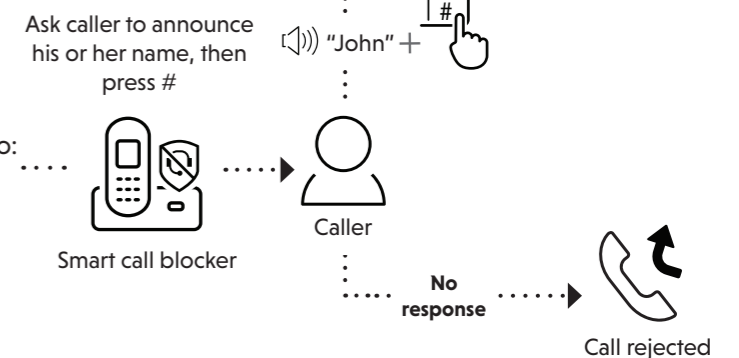 Ask caller to announce
his or her name, then
press #
#
“John” +
o:
Smart call blocker
Caller
No
response
Call rejected